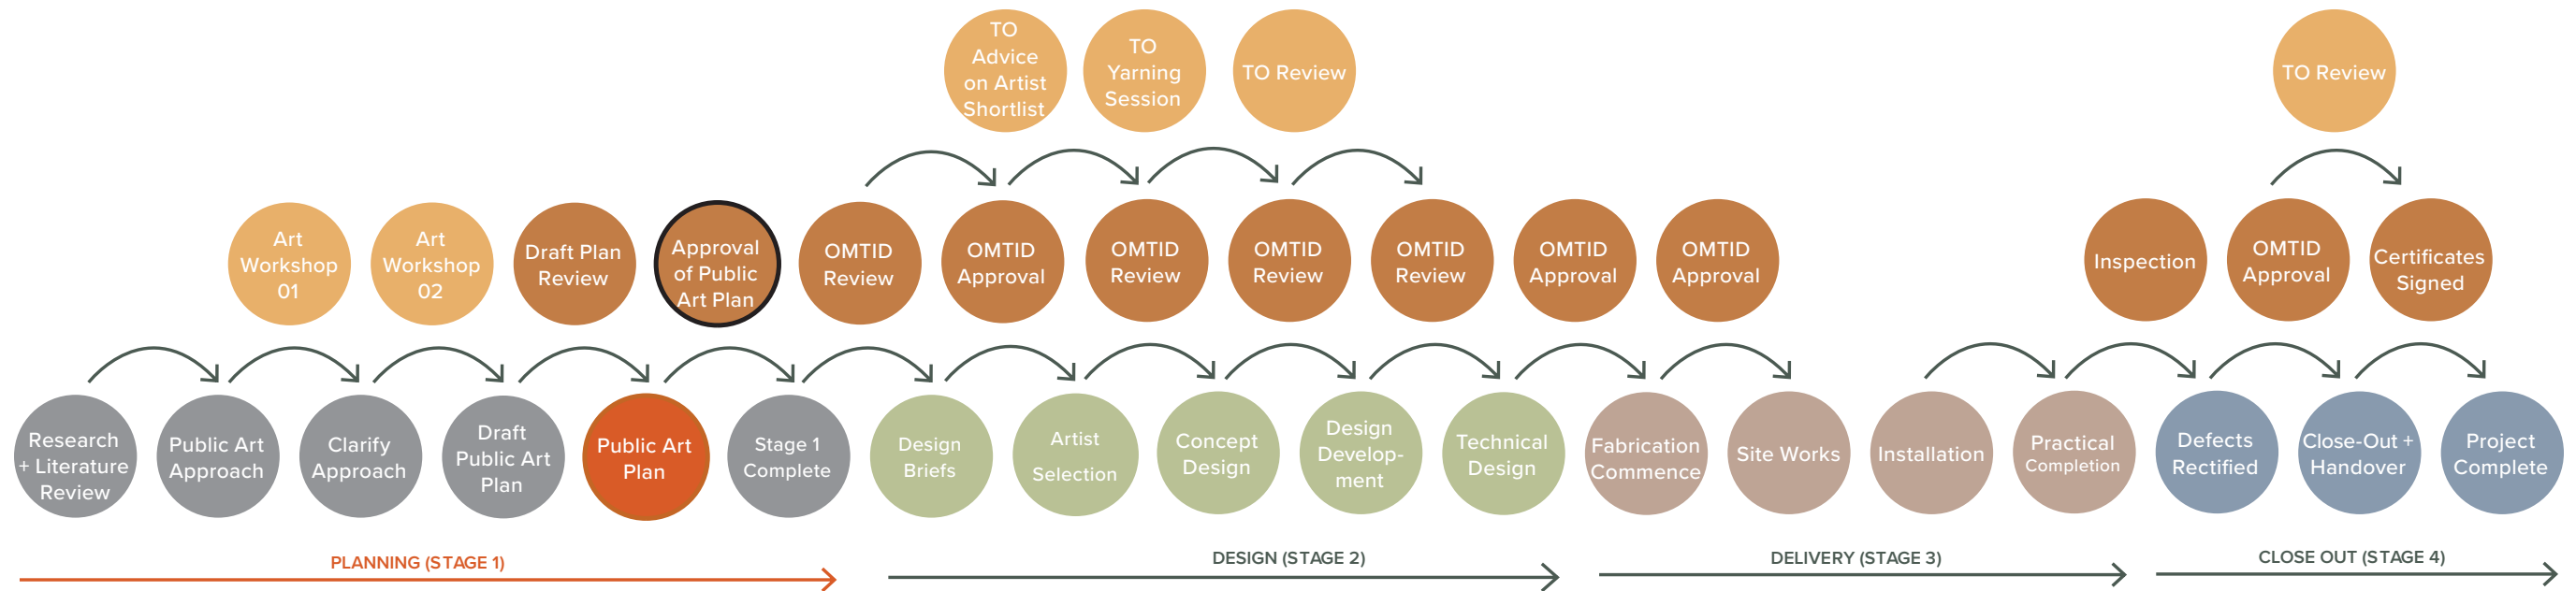 TO
Advice
on Artist
Shortlist
TO
Yarning
Session
TO Review
TO Review
Art
Workshop
01
Art
Workshop
02
Draft Plan
Review
Approval
of Public
Art Plan
OMTID
Review
OMTID
Approval
OMTID
Review
OMTID
Review
OMTID
Review
OMTID
Approval
OMTID
Approval
Inspection
OMTID
Approval
Certificates
Signed
Research
+ Literature
Review
Public Art
Approach
Clarify
Approach
Draft
Public Art
Plan
Public Art
Plan
Stage 1
Complete
Design
Briefs
Artist
Selection
Concept
Design
Design
Develop-
ment
Technical
Design
Fabrication
Commence
Site Works
Installation
Practical
Completion
Defects
Rectified
Close-Out +
Handover
Project
Complete
PLANNING (STAGE 1)
DESIGN (STAGE 2)
DELIVERY (STAGE 3)
CLOSE OUT (STAGE 4)